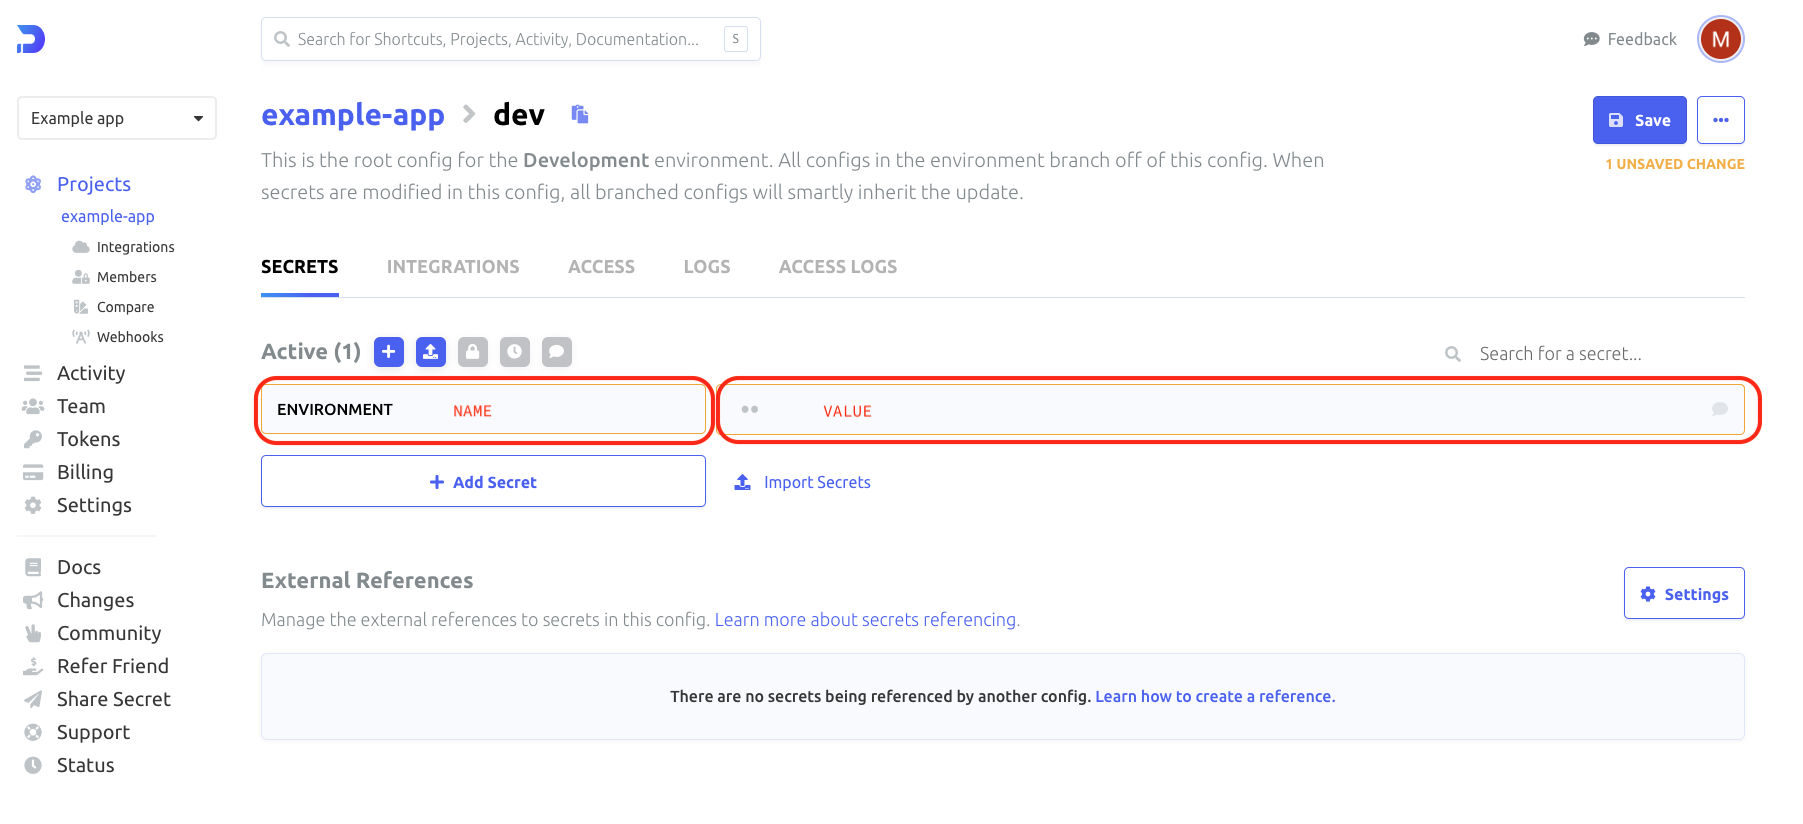 Search for Shortcuts, Projects, Activity, Documentation...
S
Feedback
M
Example app
example-app > dev
Save
1 UNSAVED CHANGE
This is the root config for the Development environment. All configs in the environment branch off of this config. When
secrets are modified in this config, all branched configs will smartly inherit the update.
Projects
example-app
Integrations
Members
Compare
Webhooks
Activity
Team
Tokens
Billing
Settings
Docs
Changes
Community
Refer Friend
Share Secret
Support
Status
SECRETS
INTEGRATIONS
ACCESS
LOGS
ACCESS LOGS
Active (1)
Search for a secret...
ENVIRONMENT
NAME
VALUE
Add Secret
Import Secrets
External References
Settings
Manage the external references to secrets in this config. Learn more about secrets referencing.
There are no secrets being referenced by another config. Learn how to create a reference.